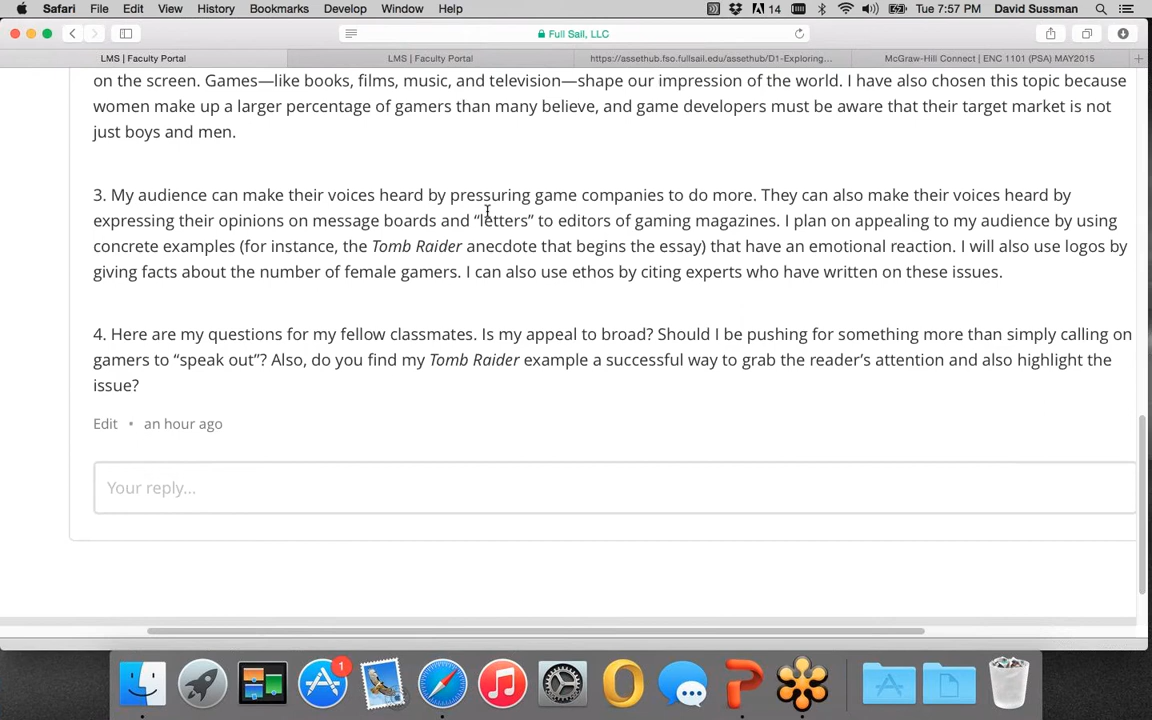 Safari File Edit View History Bookmarks Develop Window Help 14 Tue 7:57 PM David Sussman
Full Sail, LLC
LMS | Faculty Portal LMS | Faculty Portal https://assethub.fso.fullsail.edu/assethub/D1-Exploring... McGraw-Hill Connect | ENC 1101 (PSA) MAY2015
on the screen. Games—like books, films, music, and television—shape our impression of the world. I have also chosen this topic because
women make up a larger percentage of gamers than many believe, and game developers must be aware that their target market is not
just boys and men.
3. My audience can make their voices heard by pressuring game companies to do more. They can also make their voices heard by
expressing their opinions on message boards and “letters” to editors of gaming magazines. I plan on appealing to my audience by using
concrete examples (for instance, the Tomb Raider anecdote that begins the essay) that have an emotional reaction. I will also use logos by
giving facts about the number of female gamers. I can also use ethos by citing experts who have written on these issues.
4. Here are my questions for my fellow classmates. Is my appeal to broad? Should I be pushing for something more than simply calling on
gamers to “speak out”? Also, do you find my Tomb Raider example a successful way to grab the reader’s attention and also highlight the
issue?
Edit • an hour ago
Your reply...
1